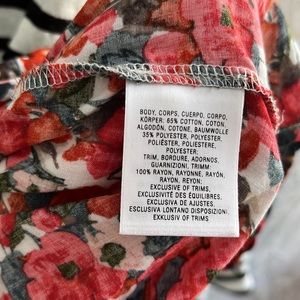 BODY, CORPS, CUERPO, CORPO,
KÖRPER: 65% COTTON, COTON,
ALGODÓN, COTONE, BAUMWOLLE
35% POLYESTER, POLYESTER,
POLIÉSTER, POLIESTERE,
POLYESTER;
TRIM, BORDURE, ADORNOS,
GUARNIZIONI, TRIMM
100% RAYON, RAYONNE, RAYÓN,
RAYON, REYON;
EXCLUSIVE OF TRIMS,
EXCLUSIVITÉ DES ÉQUILIBRES,
EXCLUSIVA DE AJUSTES,
ESCLUSIVA LONTANO DISPOSIZIONI,
EXKLUSIV OF TRIMS